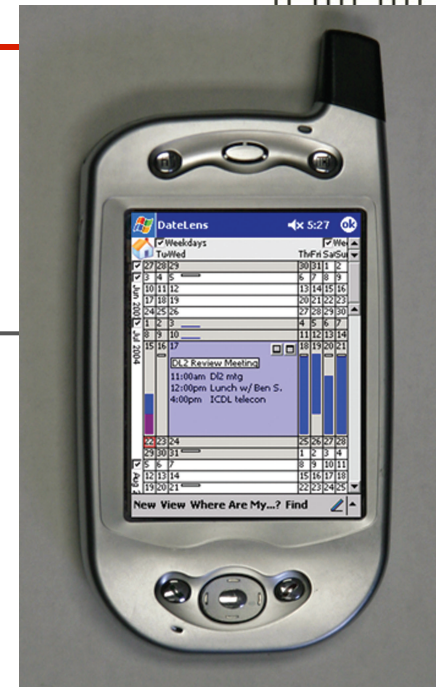 DateLens 5:27 ok
Weekdays We
Tu Wed Thr Fri Sat Su
27 28 29 30 31 1 2
3 4 5 6 7 8 9
10 11 12 13 14 15 16
17 18 19 20 21 22 23
24 25 26 27 28 29 30
1 2 3 4 5 6 7
8 9 10 11 12 13 14
15 16 17 18 19 20 21
DL2 Review Meeting
11:00am Dl2 mtg
12:00pm Lunch w/ Ben S.
4:00pm ICDL telecon
22 23 24 25 26 27 28
29 30 31 1 2 3 4
5 6 7 8 9 10 11
12 13 14 15 16 17 18
19 20 21 22 23 24 25
Jul 2004
New View Where Are My...? Find